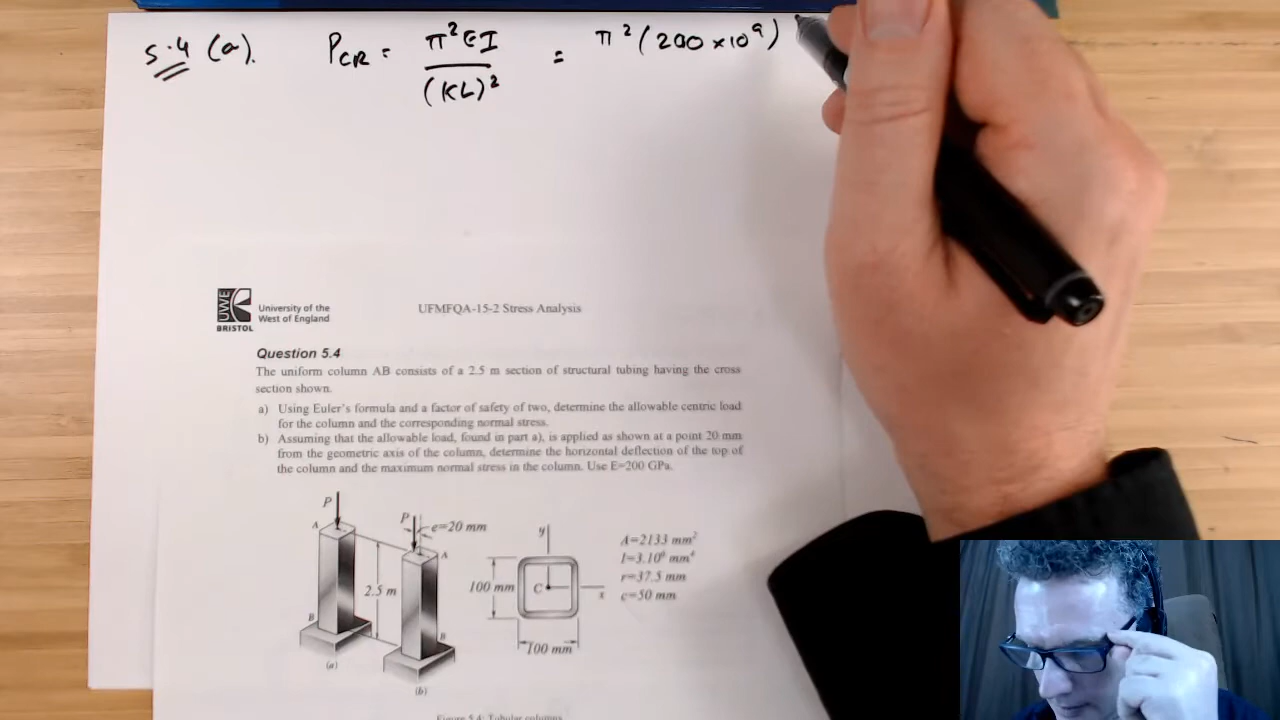 5.4 (a). PCR = π²EI / (KL)² = π²(200×10⁹)
UWE
BRISTOL
University of the
West of England
UFMFQA-15-2 Stress Analysis
Question 5.4
The uniform column AB consists of a 2.5 m section of structural tubing having the cross
section shown.
a) Using Euler's formula and a factor of safety of two, determine the allowable centric load
for the column and the corresponding normal stress.
b) Assuming that the allowable load, found in part a), is applied as shown at a point 20 mm
from the geometric axis of the column, determine the horizontal deflection of the top of
the column and the maximum normal stress in the column. Use E=200 GPa.
P
A
2.5 m
B
(a)
P
e=20 mm
A
B
(b)
y
100 mm
C
x
100 mm
A=2133 mm²
I=3.10⁶ mm⁴
r=37.5 mm
c=50 mm
Figure 5.4: Tubular columns